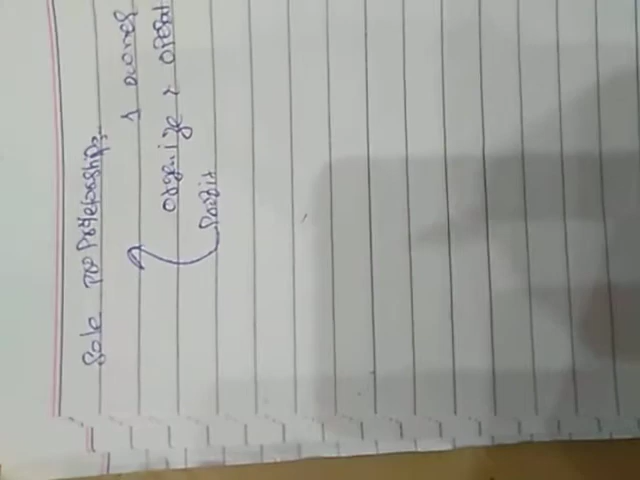 Sole proprietorship:
1 owner
organize & operat
Profit